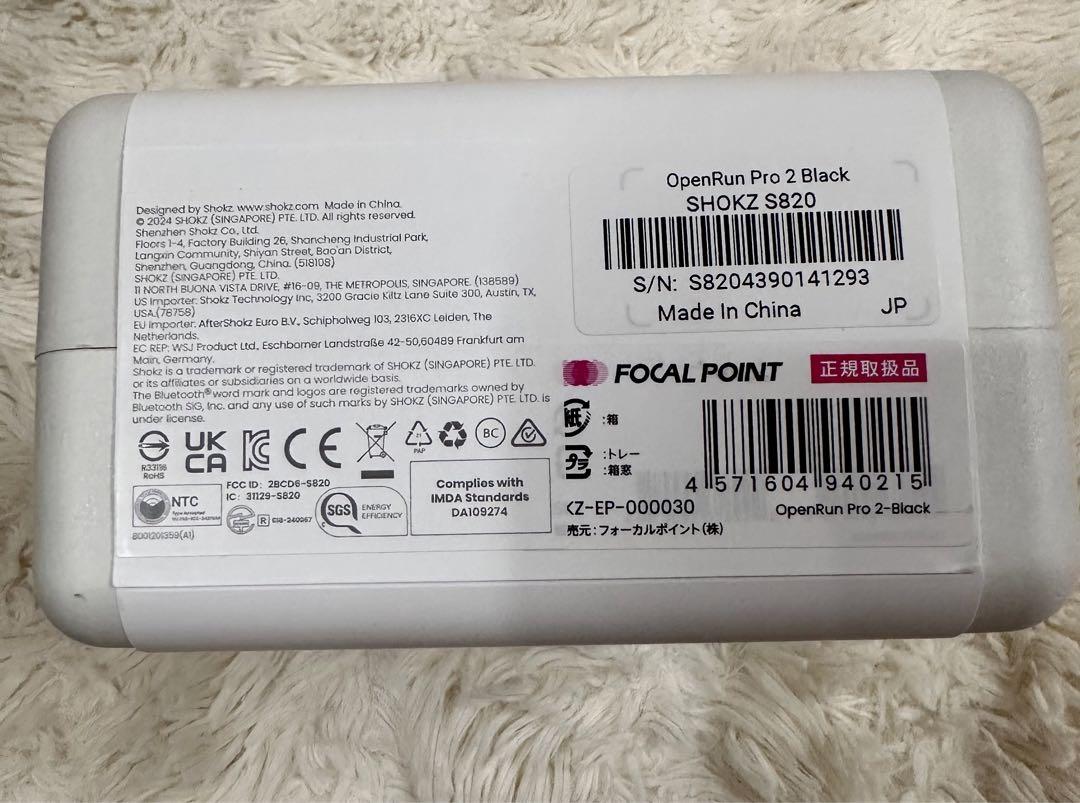 Designed by Shokz. www.shokz.com Made in China.
© 2024 SHOKZ (SINGAPORE) PTE. LTD. All rights reserved.
Shenzhen Shokz Co., Ltd.
Floors 1-4, Factory Building 26, Shancheng Industrial Park,
Langxin Community, Shiyan Street, Bao'an District,
Shenzhen, Guangdong, China. (518108)
SHOKZ (SINGAPORE) PTE. LTD.
11 NORTH BUONA VISTA DRIVE, #16-09, THE METROPOLIS, SINGAPORE. (138589)
US Importer: Shokz Technology Inc, 3200 Gracie Kiltz Lane Suite 300, Austin, TX,
USA.(78758)
EU Importer: AfterShokz Euro B.V., Schipholweg 103, 2316XC Leiden, The
Netherlands.
EC REP: WSJ Product Ltd., Eschborner Landstraße 42-50,60489 Frankfurt am
Main, Germany.
Shokz is a trademark or registered trademark of SHOKZ (SINGAPORE) PTE. LTD.
or its affiliates or subsidiaries on a worldwide basis.
The Bluetooth® word mark and logos are registered trademarks owned by
Bluetooth SIG, Inc. and any use of such marks by SHOKZ (SINGAPORE) PTE. LTD. is
under license.
R33198
RoHS
UK
CA
CE
21
PAP
BC
NTC
Type Accepted
FCC ID: 2BCD6-S820
IC: 31129-S820
R 018-240967
SGS ENERGY
EFFICIENCY
Complies with
IMDA Standards
DA109274
8001201359(A1)
OpenRun Pro 2 Black
SHOKZ S820
S/N: S8204390141293
Made In China JP
FOCAL POINT 正規取扱品
紙 :箱
プラ :トレー
:箱窓
4 571604 940215
KZ-EP-000030 OpenRun Pro 2-Black
売元:フォーカルポイント(株)